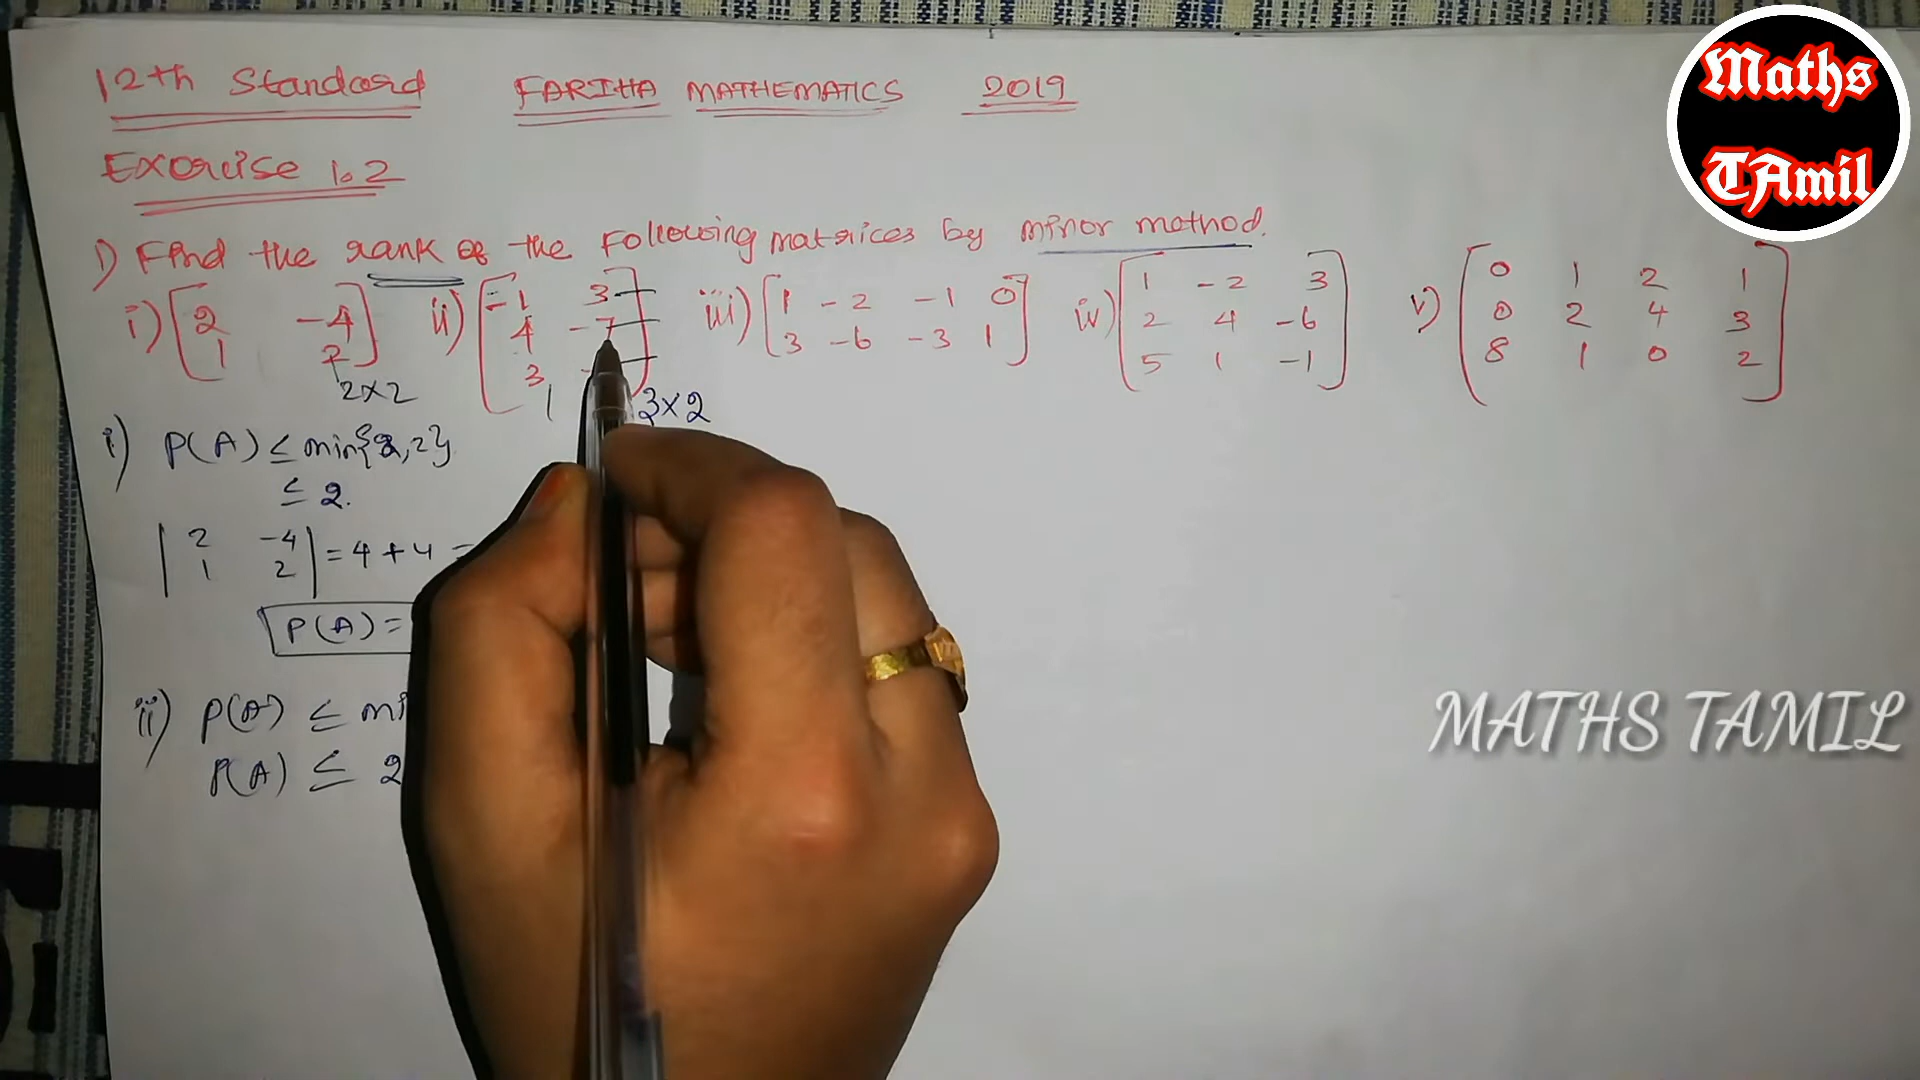 12th Standard FARITHA MATHEMATICS 2019
Exercise 1.2
1) Find the rank of the Following matrices by minor method.
i) [2 -4
1 2] 2×2
ii) [-1 3
4 -7
3] 3×2
iii) [1 -2 -1 0
3 -6 -3 1]
iv) [1 -2 3
2 4 -6
5 1 -1]
v) [0 1 2 1
0 2 4 3
8 1 0 2]
i) P(A) ≤ min{2,2}
≤ 2.
|2 -4
1 2| = 4 + 4 =
P(A) =
ii) P(A) ≤ mi
P(A) ≤ 2
Maths
TAmil
MATHS TAMIL